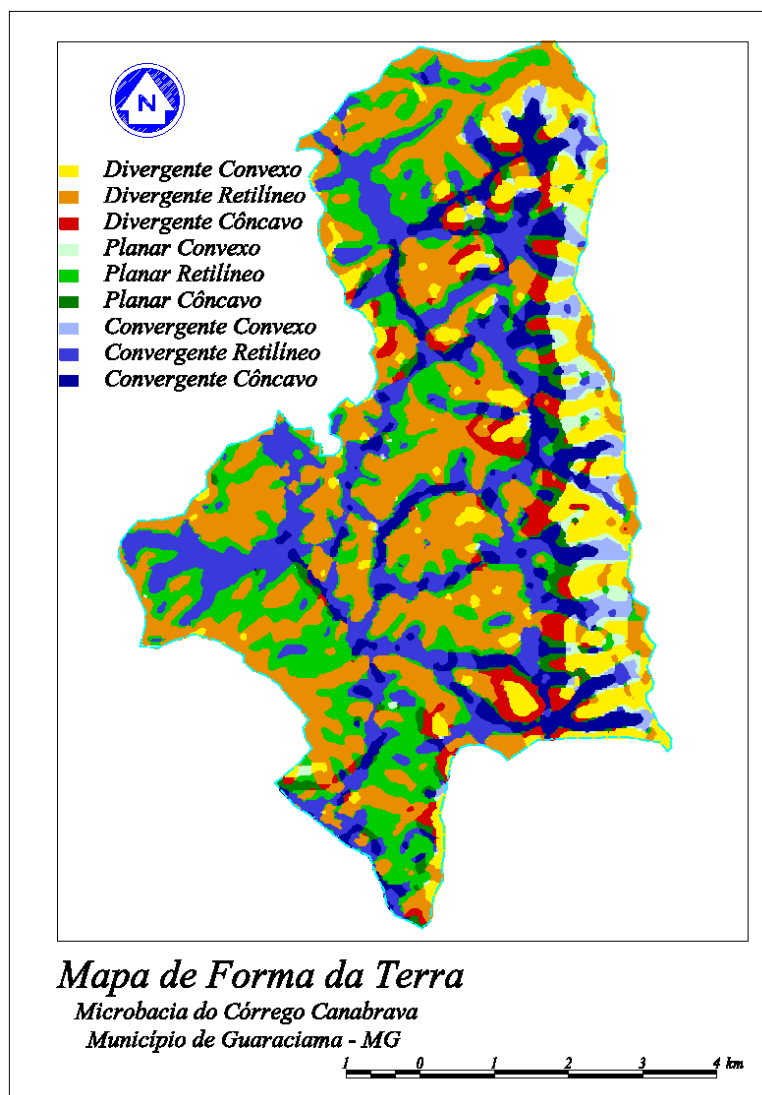 N
Divergente Convexo
Divergente Retilíneo
Divergente Côncavo
Planar Convexo
Planar Retilíneo
Planar Côncavo
Convergente Convexo
Convergente Retilíneo
Convergente Côncavo
Mapa de Forma da Terra
Microbacia do Córrego Canabrava
Município de Guaraciama - MG
1 0 1 2 3 4 km